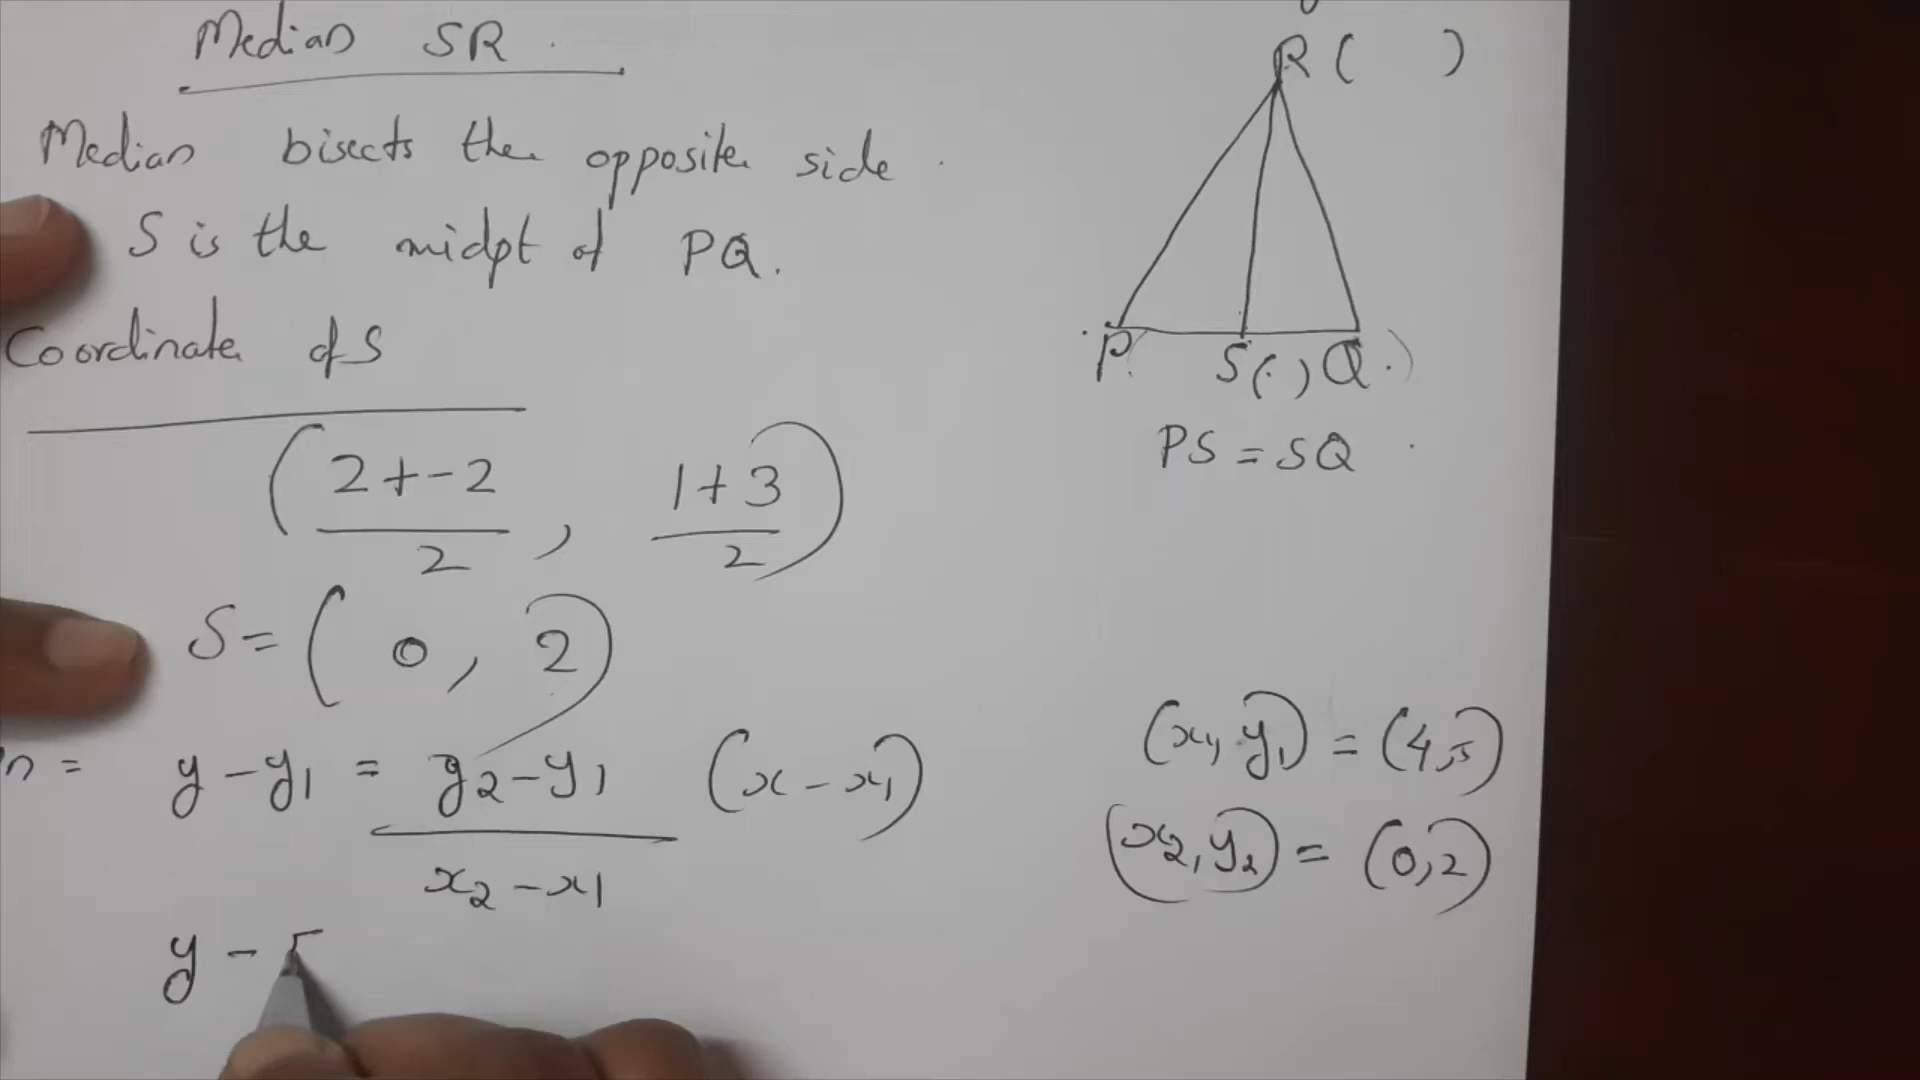 Median SR.
Median bisects the opposite side.
S is the midpt of PQ.
Coordinate of S
(2+-2/2, 1+3/2)
S = (0, 2)
n = y-y1 = y2-y1/x2-x1 (x-x1)
y-5
R( )
P S(.) Q.)
PS = SQ
(x1, y1) = (4,5)
(x2, y2) = (0,2)